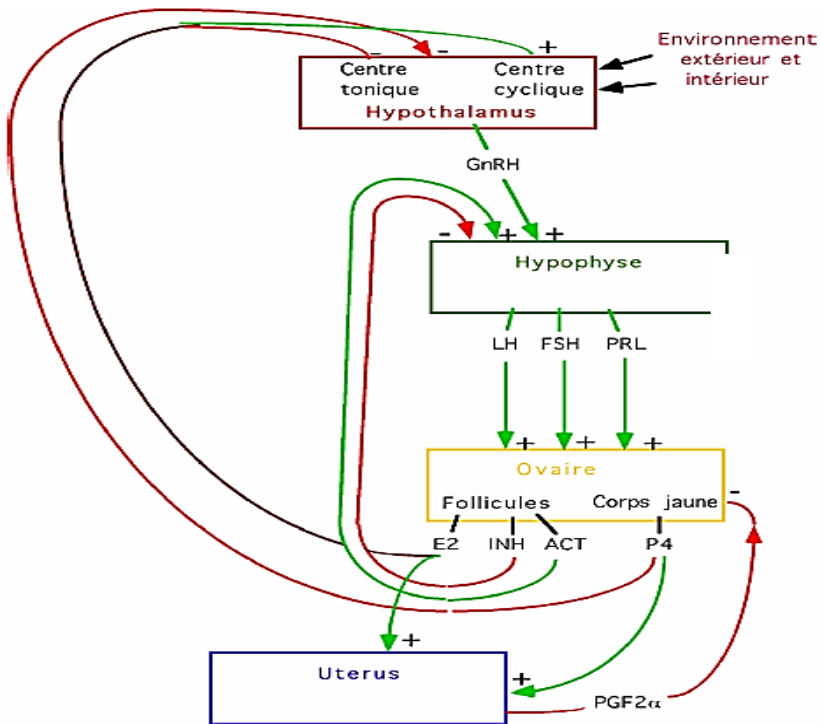 - - +
Environnement
extérieur et
intérieur
Centre
tonique
Centre
cyclique
Hypothalamus
GnRH
- + +
Hypophyse
LH FSH PRL
+ + +
Ovaire
Follicules Corps jaune -
E2 INH ACT P4
+
Uterus
+
PGF2α